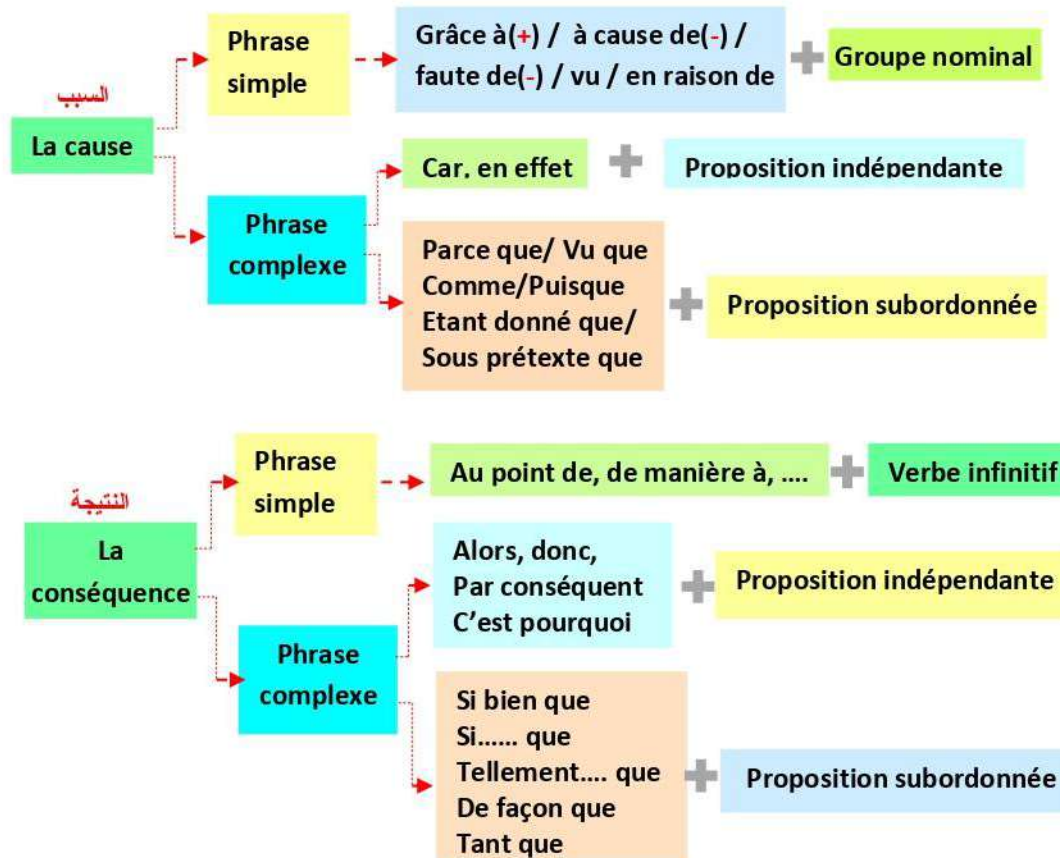 السبب
La cause
Phrase
simple
Grâce à(+) / à cause de(-) /
faute de(-) / vu / en raison de
Groupe nominal
Phrase
complexe
Car, en effet
Proposition indépendante
Parce que/ Vu que
Comme/Puisque
Etant donné que/
Sous prétexte que
Proposition subordonnée
النتيجة
La
conséquence
Phrase
simple
Au point de, de manière à, ....
Verbe infinitif
Phrase
complexe
Alors, donc,
Par conséquent
C’est pourquoi
Proposition indépendante
Si bien que
Si...... que
Tellement.... que
De façon que
Tant que
Proposition subordonnée